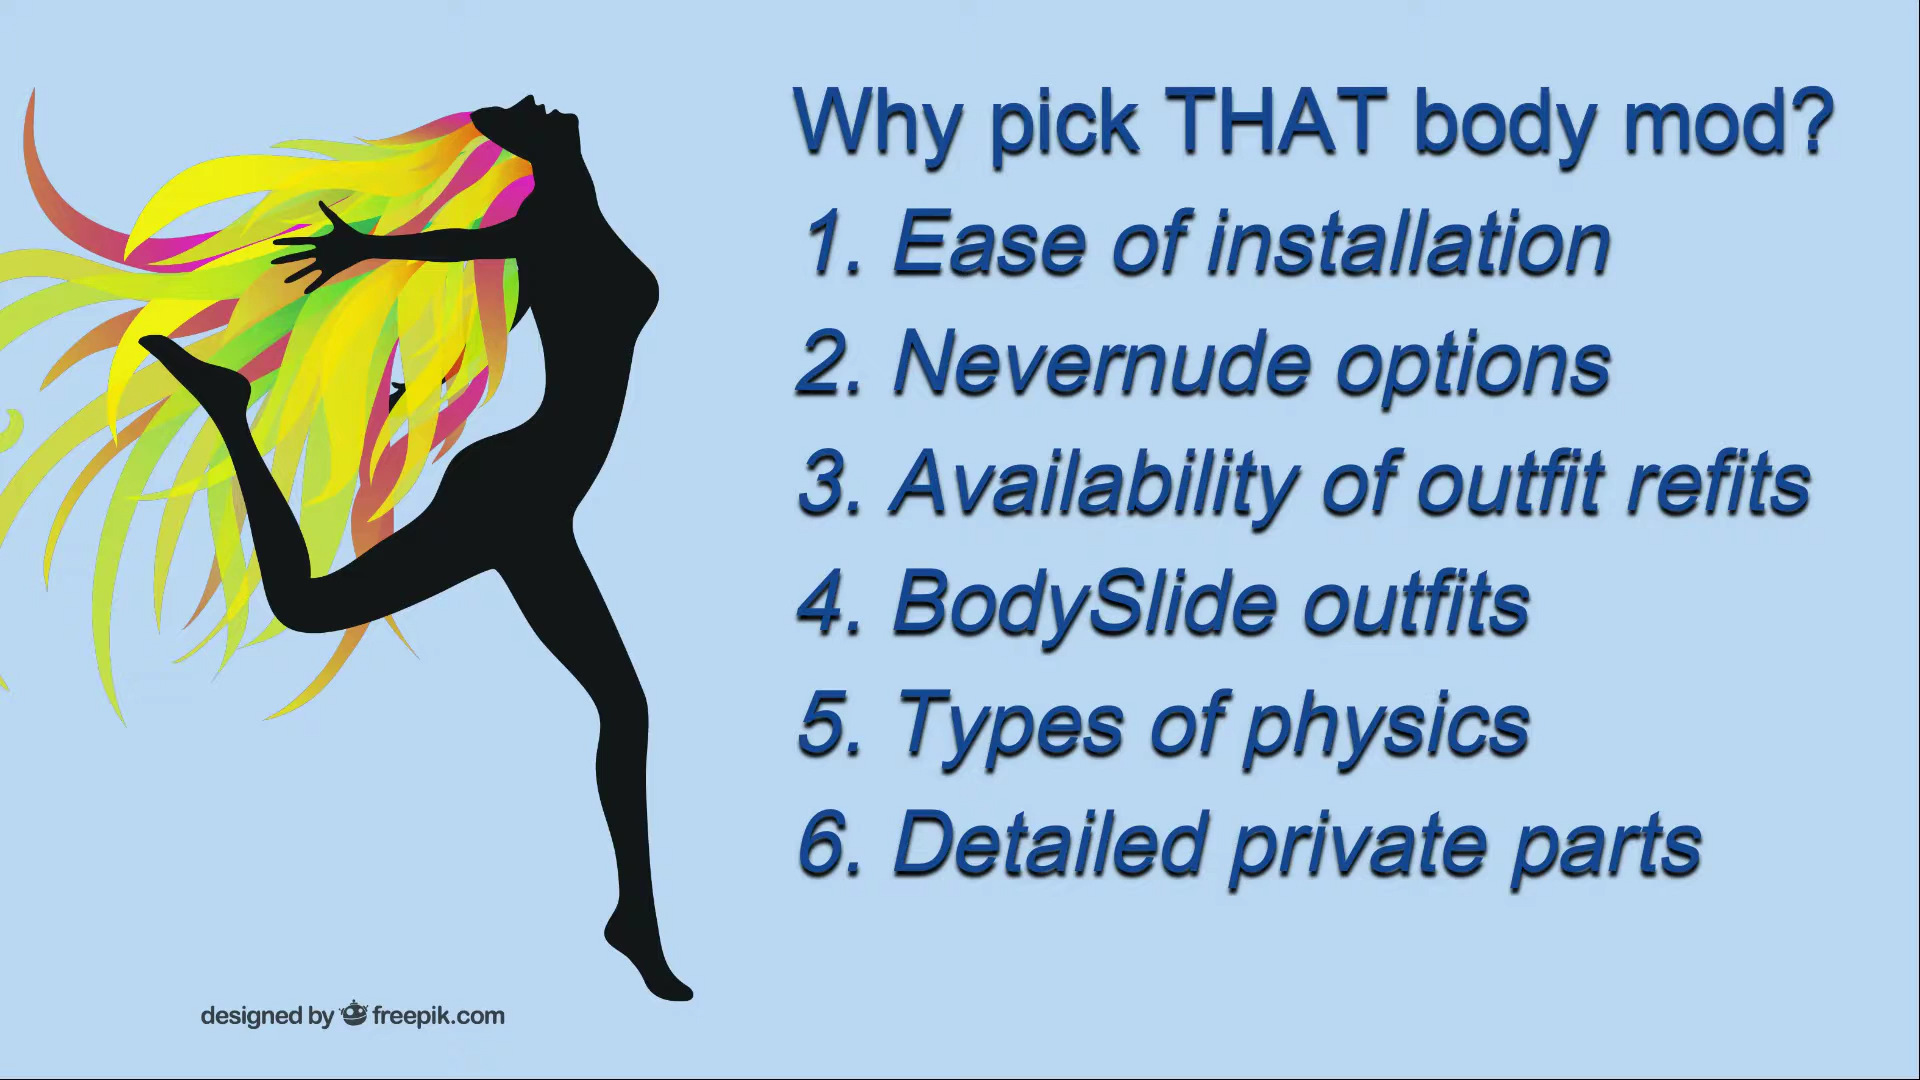 Why pick THAT body mod?
1. Ease of installation
2. Nevernude options
3. Availability of outfit refits
4. BodySlide outfits
5. Types of physics
6. Detailed private parts
designed by freepik.com